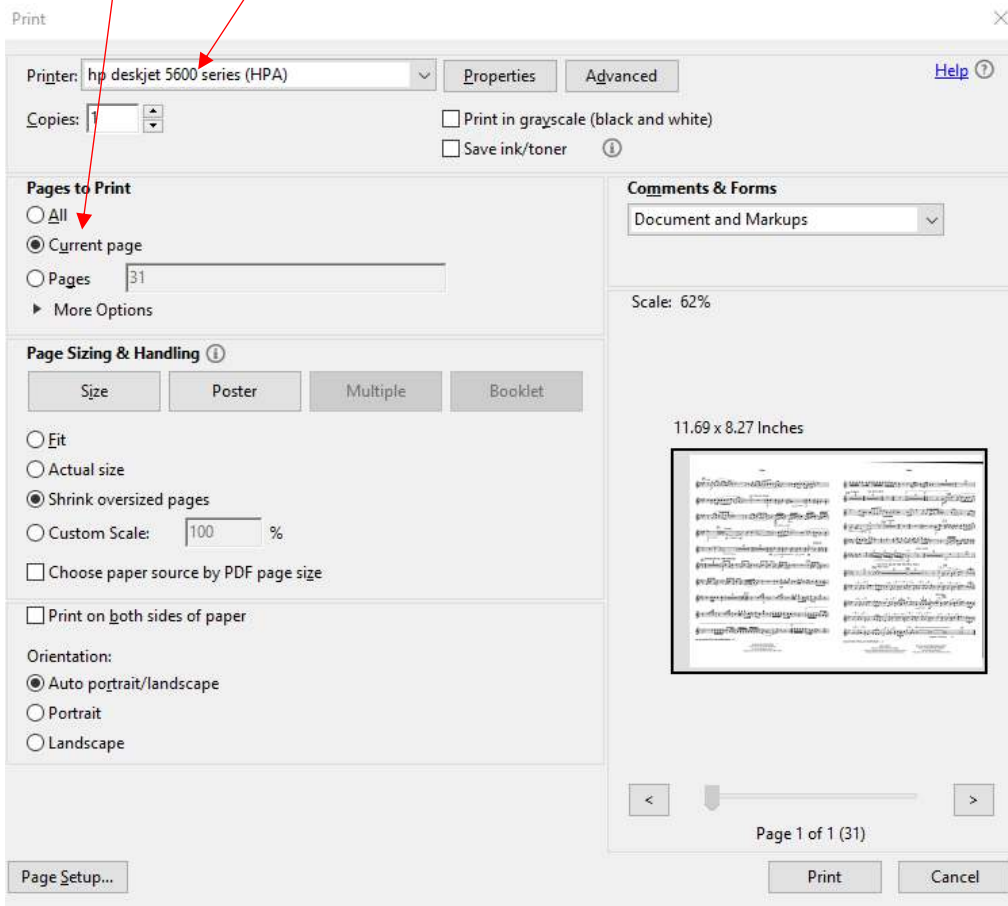 Print
Printer: hp deskjet 5600 series (HPA) Properties Advanced Help
Copies: 1 Print in grayscale (black and white)
Save ink/toner
Pages to Print
All
Current page
Pages 31
More Options
Comments & Forms
Document and Markups
Scale: 62%
Page Sizing & Handling
Size Poster Multiple Booklet
Fit
Actual size
Shrink oversized pages
Custom Scale: 100 %
Choose paper source by PDF page size
Print on both sides of paper
Orientation:
Auto portrait/landscape
Portrait
Landscape
11.69 x 8.27 Inches
< >
Page 1 of 1 (31)
Page Setup... Print Cancel